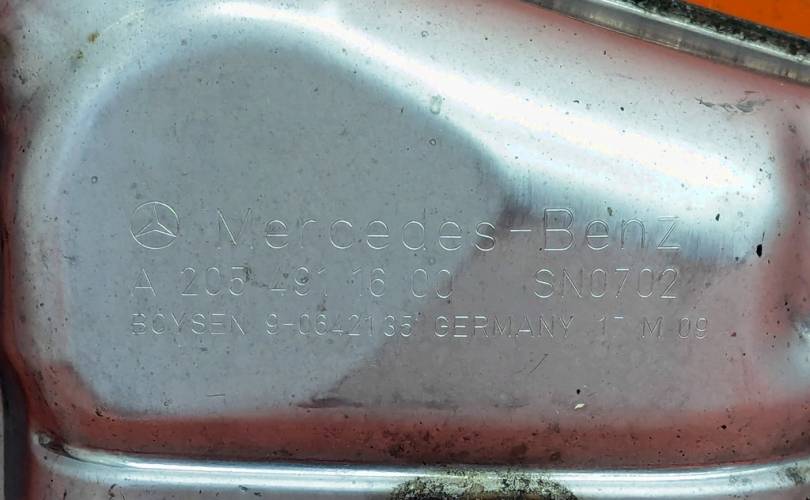 Mercedes-Benz
A 205 491 16 00 SN0702
BOYSEN 9-0642135 GERMANY 17 M 09